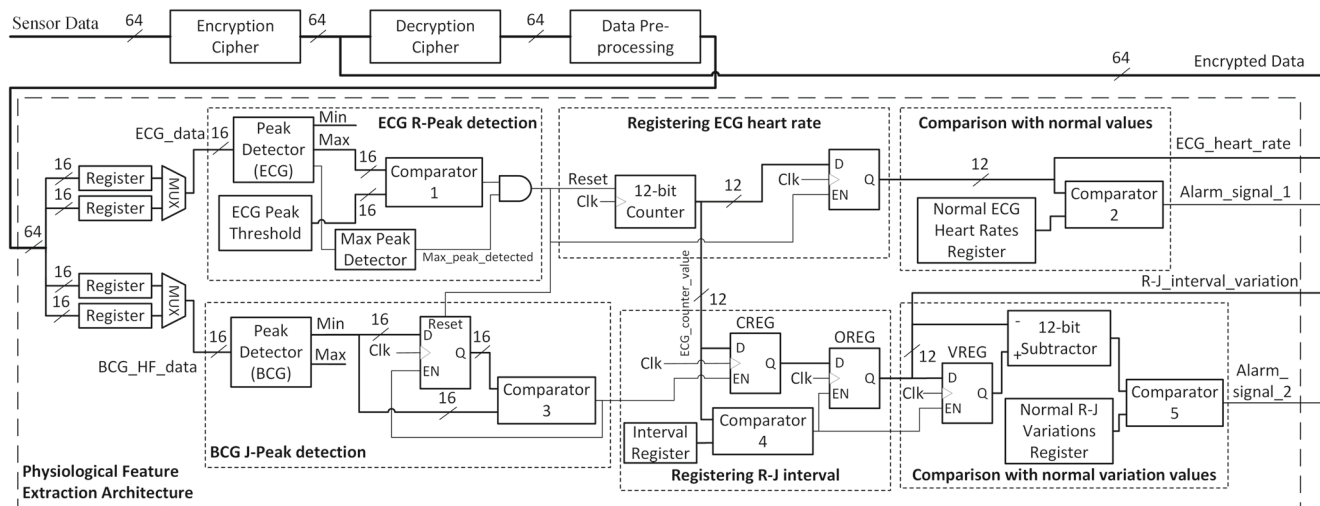 Sensor Data
64
Encryption
Cipher
64
Decryption
Cipher
64
Data Pre-
processing
64
Encrypted Data
ECG_data
16
Peak
Detector
(ECG)
Min
Max
ECG R-Peak detection
16
Comparator
1
16
ECG Peak
Threshold
Max Peak
Detector
Max_peak_detected
16
Register
16
Register
MUX
64
16
Register
16
Register
MUX
BCG_HF_data
16
Peak
Detector
(BCG)
Min
Max
16
Reset
D
Clk
Q
EN
16
16
Comparator
3
BCG J-Peak detection
Registering ECG heart rate
Reset
Clk
12-bit
Counter
12
D
Clk
Q
EN
ECG_counter_value
12
Comparison with normal values
12
Normal ECG
Heart Rates
Register
Comparator
2
ECG_heart_rate
Alarm_signal_1
R-J_interval_variation
CREG
D
Clk
Q
EN
OREG
D
Clk
Q
EN
Interval
Register
Comparator
4
Registering R-J interval
12
VREG
D
Clk
Q
EN
-
+
12-bit
Subtractor
Normal R-J
Variations
Register
Comparator
5
Alarm_
signal_2
Comparison with normal variation values
Physiological Feature
Extraction Architecture